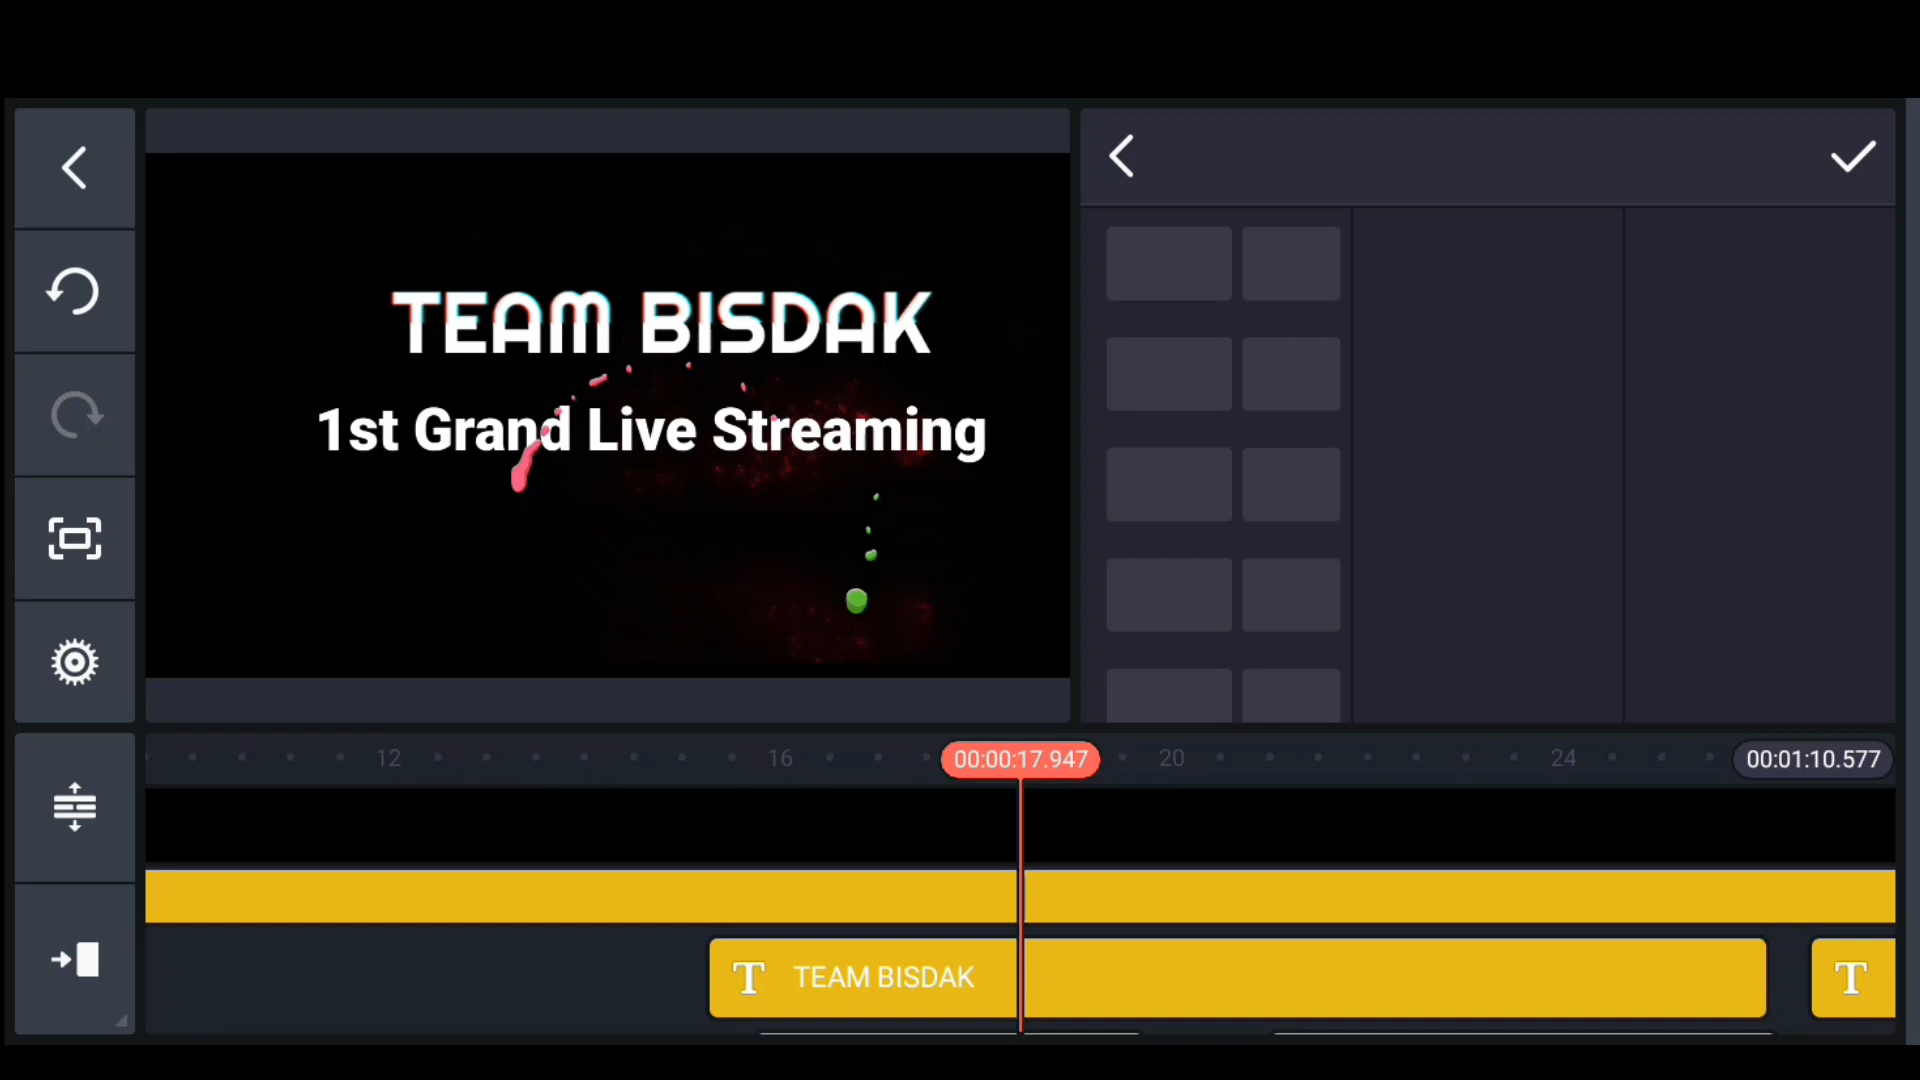 TEAM BISDAK
1st Grand Live Streaming
12 16 00:00:17.947 20 24 00:01:10.577
T TEAM BISDAK T